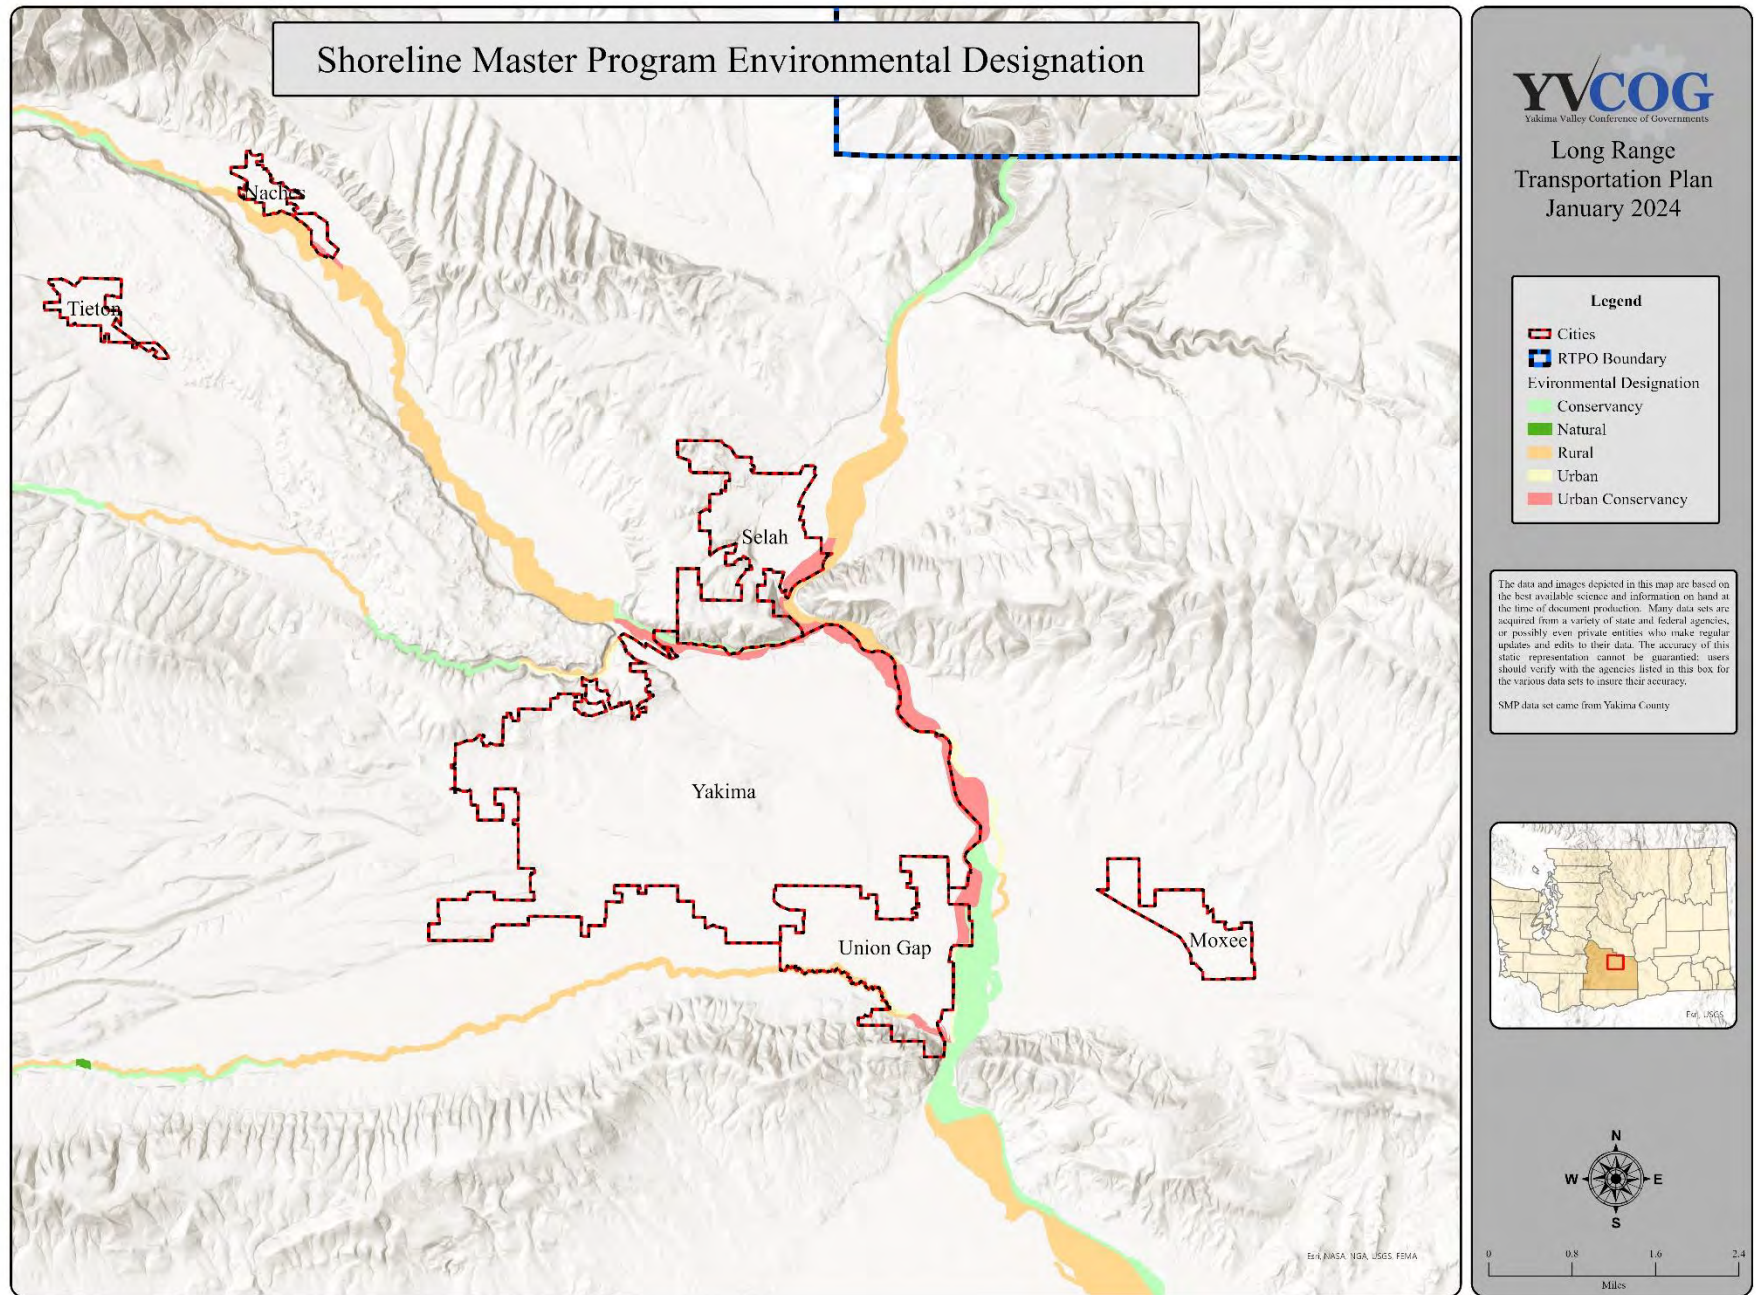 Shoreline Master Program Environmental Designation
Naches
Tieton
Selah
Yakima
Union Gap
Moxee
Esri, NASA, NGA, USGS, FEMA
YVCOG
Yakima Valley Conference of Governments
Long Range
Transportation Plan
January 2024
Legend
Cities
RTPO Boundary
Evironmental Designation
Conservancy
Natural
Rural
Urban
Urban Conservancy
The data and images depicted in this map are based on
the best available science and information on hand at
the time of document production. Many data sets are
acquired from a variety of state and federal agencies,
or possibly even private entities who make regular
updates and edits to their data. The accuracy of this
static representation cannot be guarantied; users
should verify with the agencies listed in this box for
the various data sets to insure their accuracy.
SMP data set came from Yakima County
Esri, USGS
N
W E
S
0 0.8 1.6 2.4
Miles